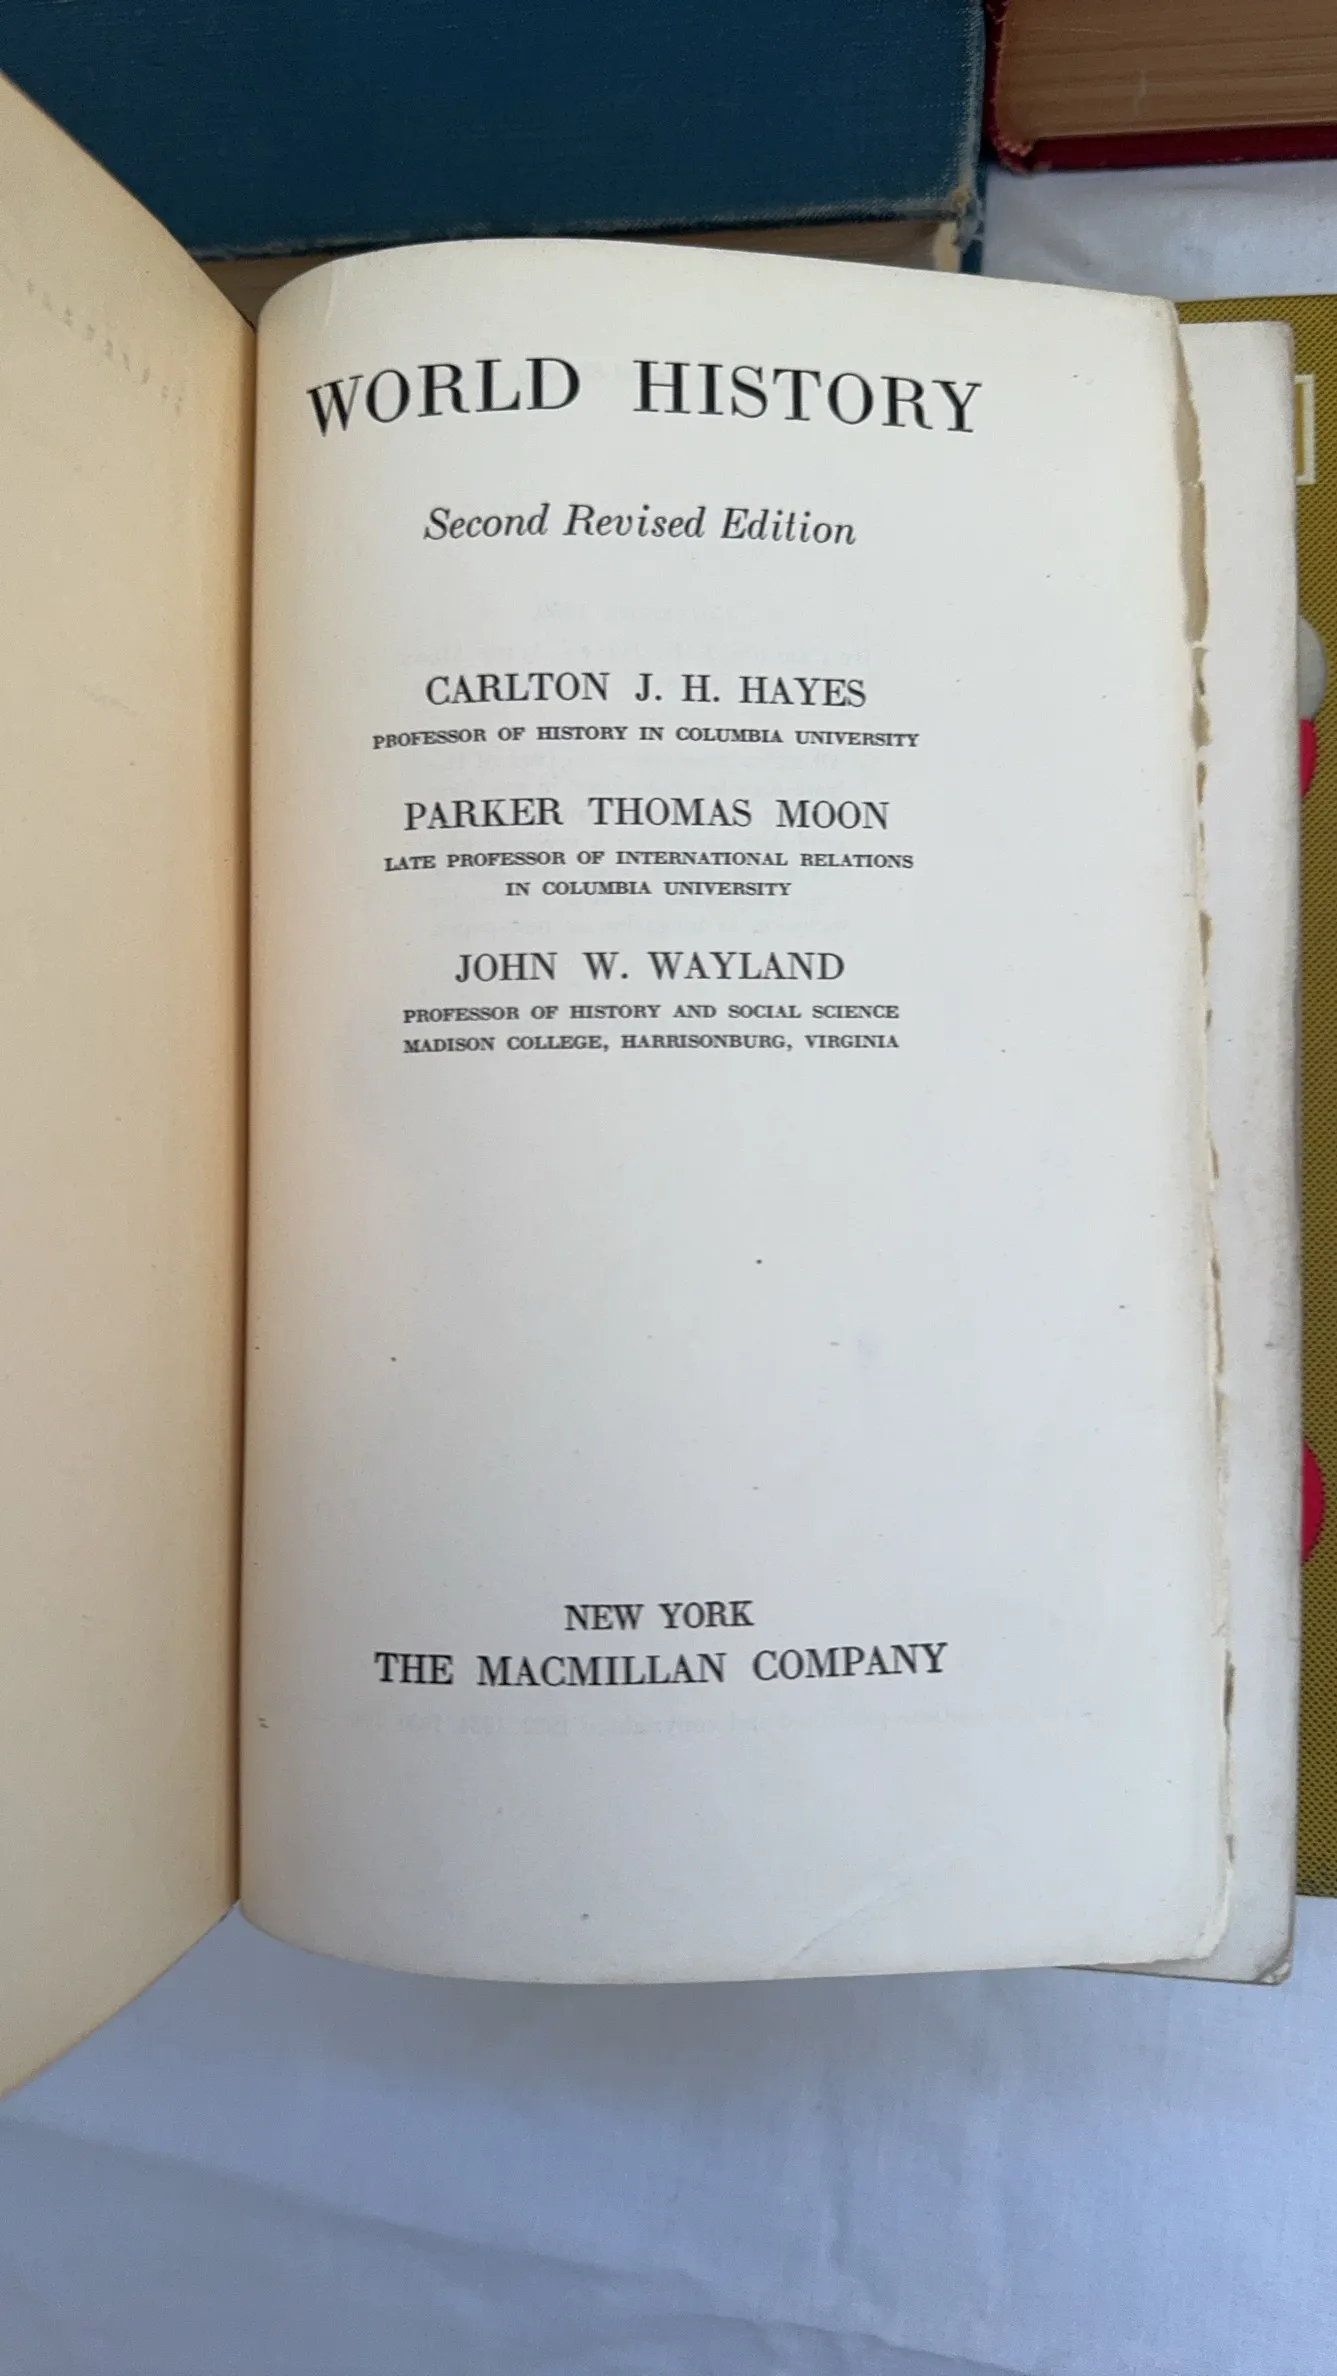 WORLD HISTORY
Second Revised Edition
CARLTON J. H. HAYES
PROFESSOR OF HISTORY IN COLUMBIA UNIVERSITY
PARKER THOMAS MOON
LATE PROFESSOR OF INTERNATIONAL RELATIONS
IN COLUMBIA UNIVERSITY
JOHN W. WAYLAND
PROFESSOR OF HISTORY AND SOCIAL SCIENCE
MADISON COLLEGE, HARRISONBURG, VIRGINIA
NEW YORK
THE MACMILLAN COMPANY